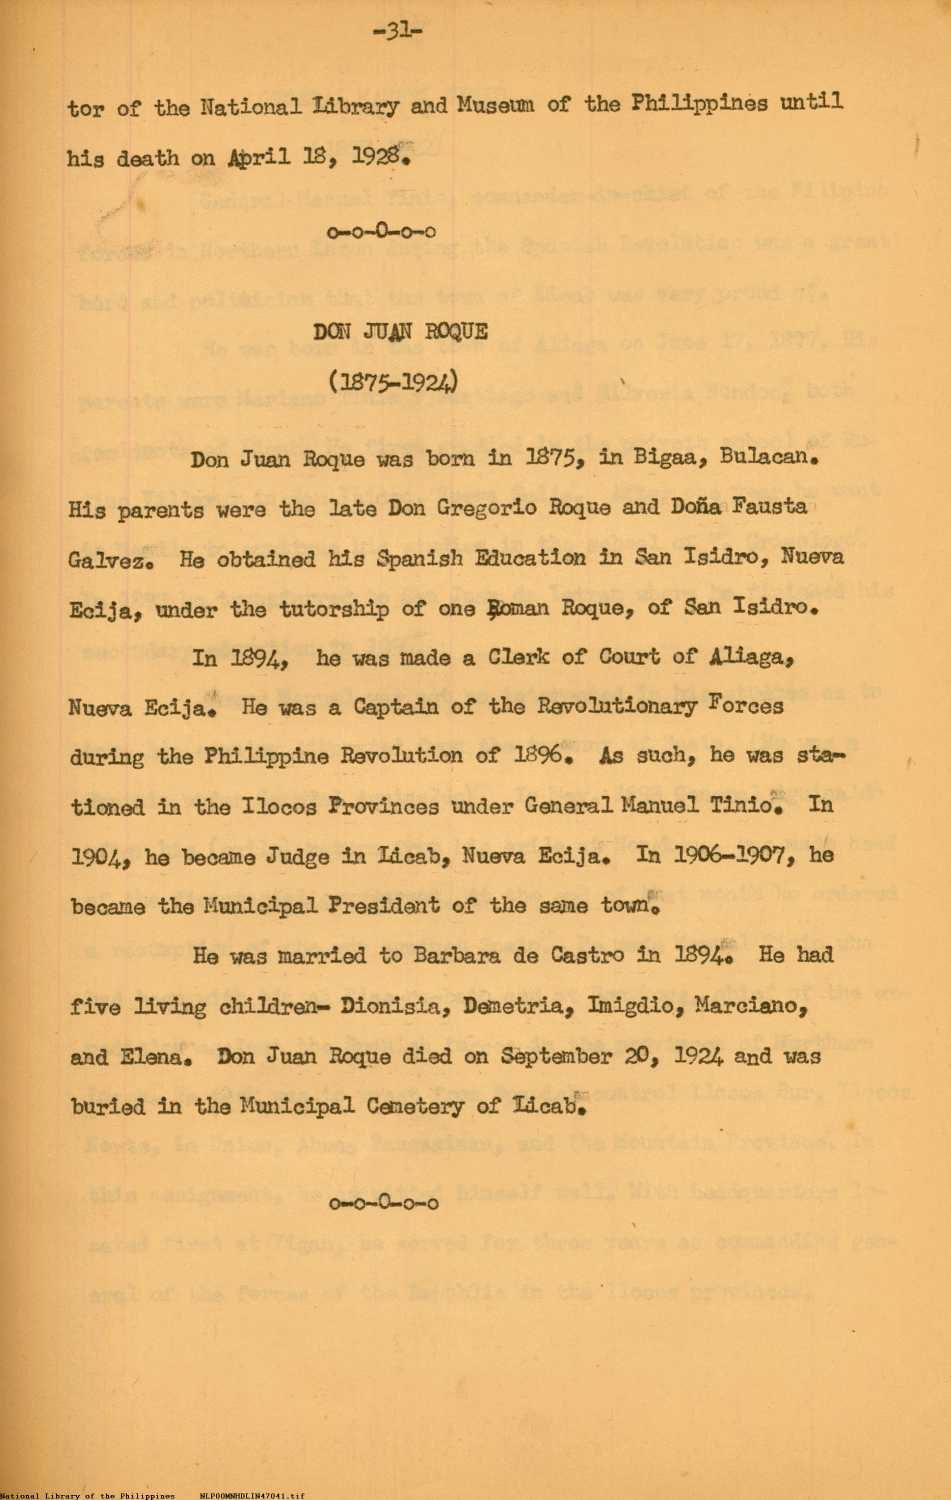 -31-
tor of the National Library and Museum of the Philippines until
his death on April 18, 1928.
o-o-O-o-o
DON JUAN ROQUE
(1875-1924)
Don Juan Roque was born in 1875, in Bigaa, Bulacan.
His parents were the late Don Gregorio Roque and Doña Fausta
Galvez. He obtained his Spanish Education in San Isidro, Nueva
Ecija, under the tutorship of one Roman Roque, of San Isidro.
In 1894, he was made a Clerk of Court of Aliaga,
Nueva Ecija. He was a Captain of the Revolutionary Forces
during the Philippine Revolution of 1896. As such, he was sta-
tioned in the Ilocos Provinces under General Manuel Tinio. In
1904, he became Judge in Licab, Nueva Ecija. In 1906-1907, he
became the Municipal President of the same town.
He was married to Barbara de Castro in 1894. He had
five living children- Dionisia, Demetria, Imigdio, Marciano,
and Elena. Don Juan Roque died on September 20, 1924 and was
buried in the Municipal Cemetery of Licab.
o-o-O-o-o
National Library of the Philippines NLPOOMNHDLIN47041.tif